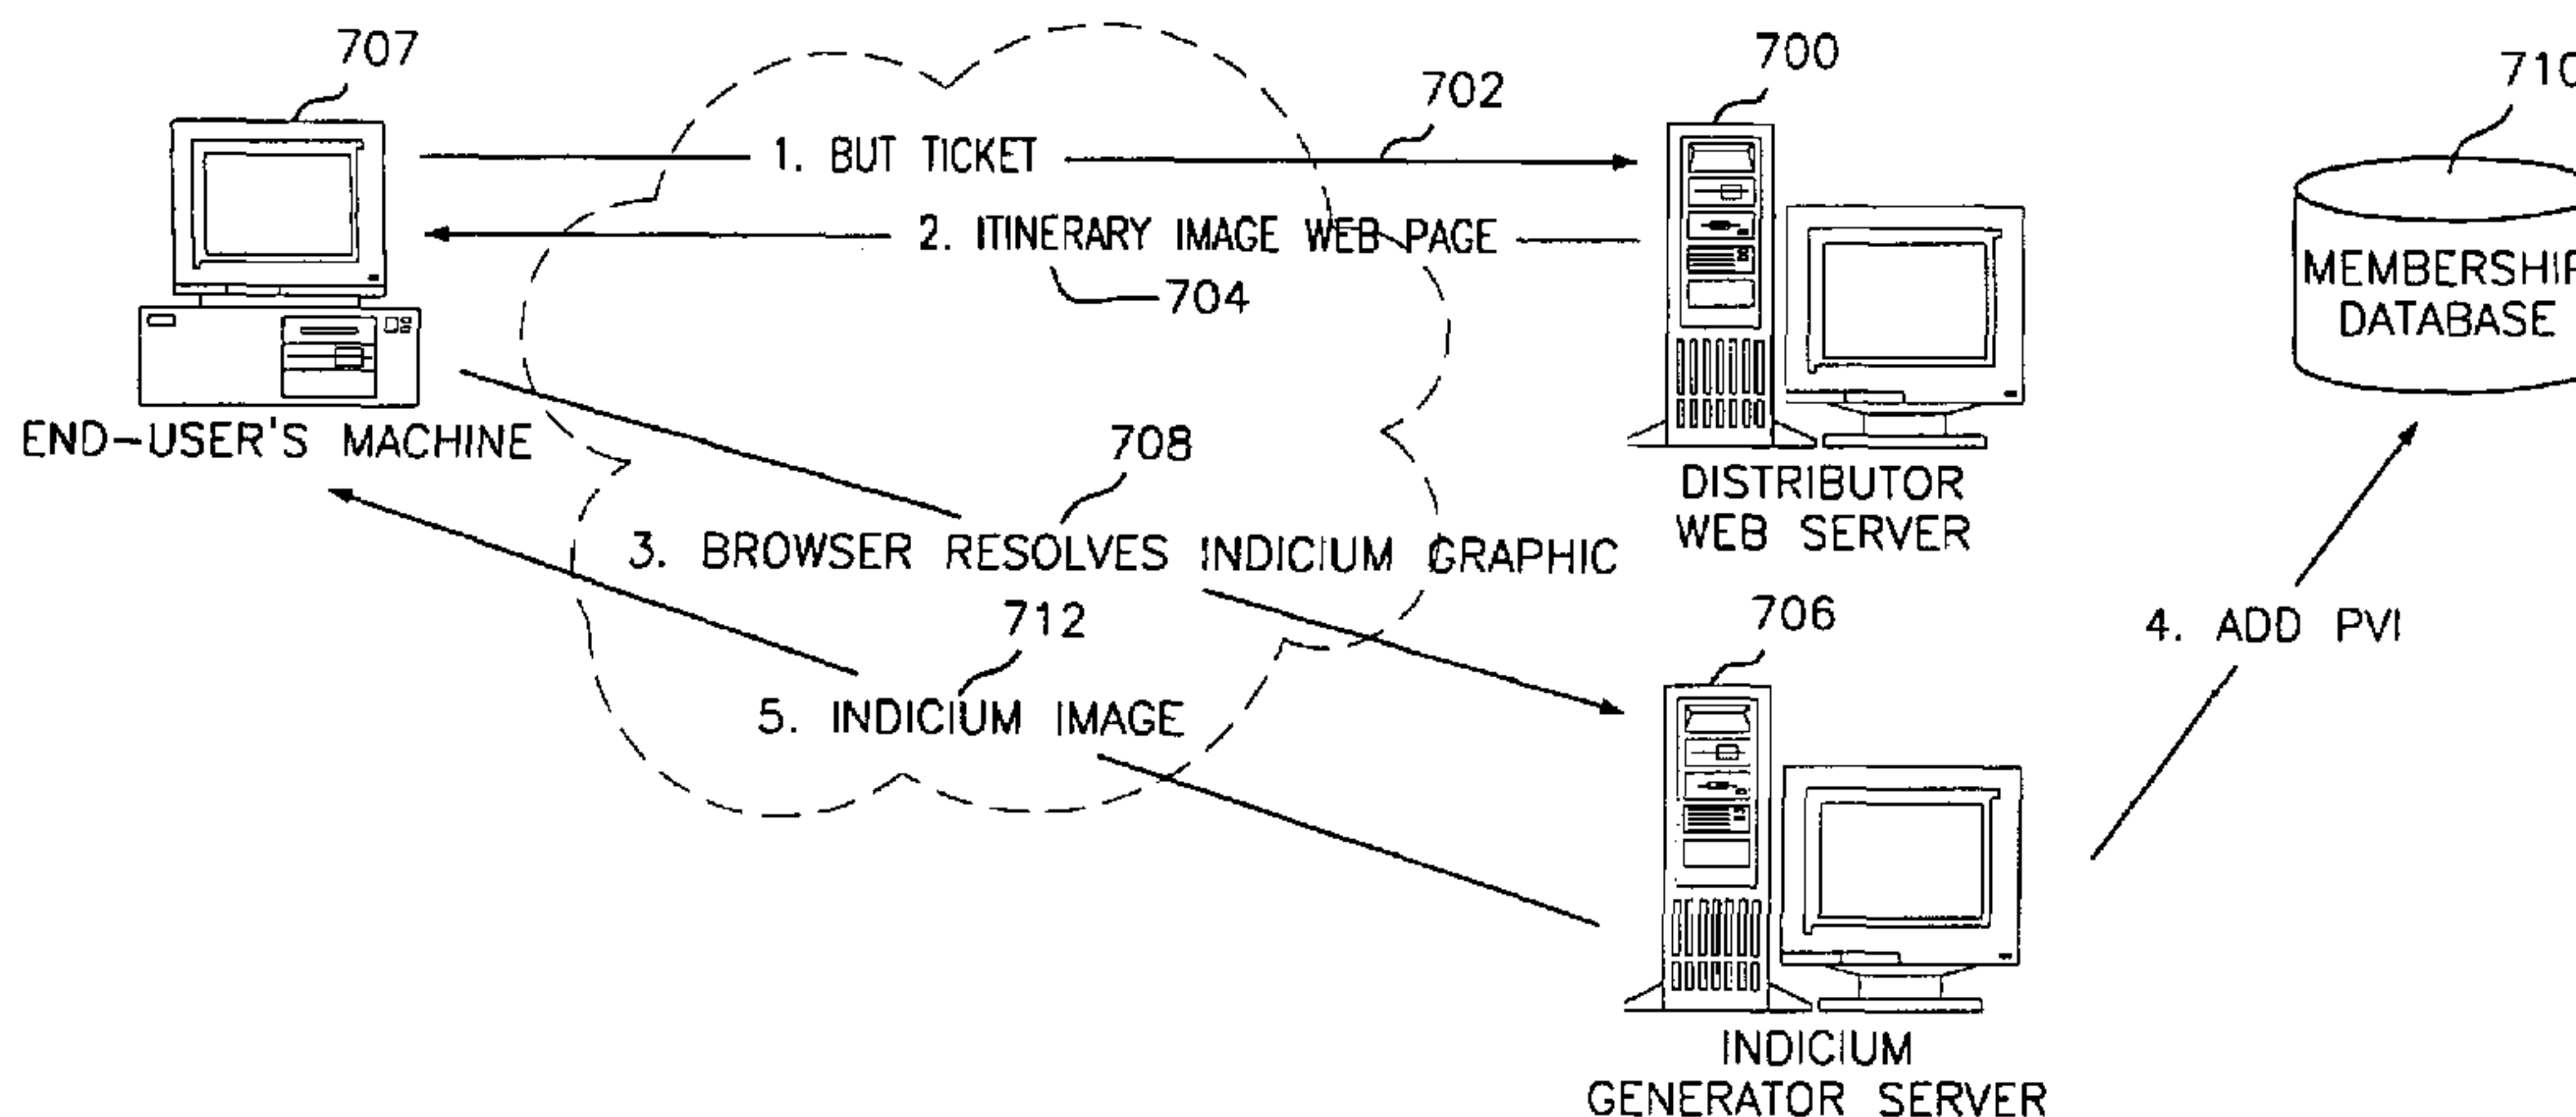 707
700
710
702
1. BUT TICKET
2. ITINERARY IMAGE WEB PAGE
704
MEMBERSHIP
DATABASE
END-USER'S MACHINE
708
DISTRIBUTOR
WEB SERVER
3. BROWSER RESOLVES INDICIUM GRAPHIC
712
706
4. ADD PVI
5. INDICIUM IMAGE
INDICIUM
GENERATOR SERVER